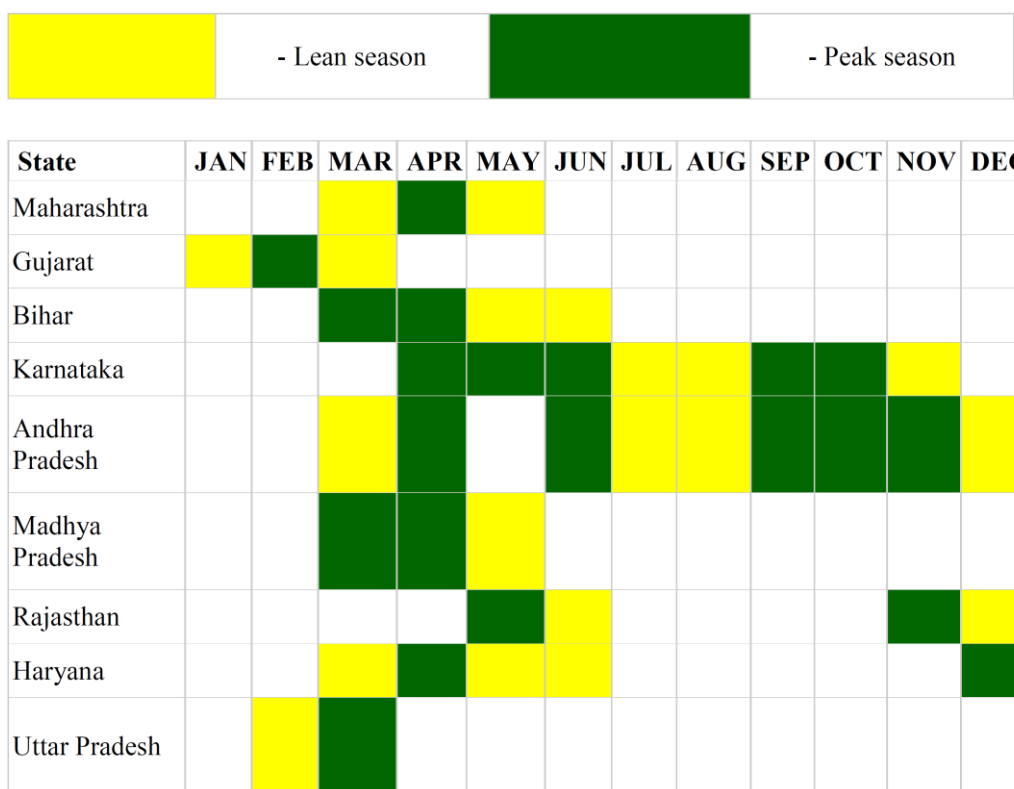 - Lean season - Peak season
State JAN FEB MAR APR MAY JUN JUL AUG SEP OCT NOV DEC
Maharashtra
Gujarat
Bihar
Karnataka
Andhra
Pradesh
Madhya
Pradesh
Rajasthan
Haryana
Uttar Pradesh